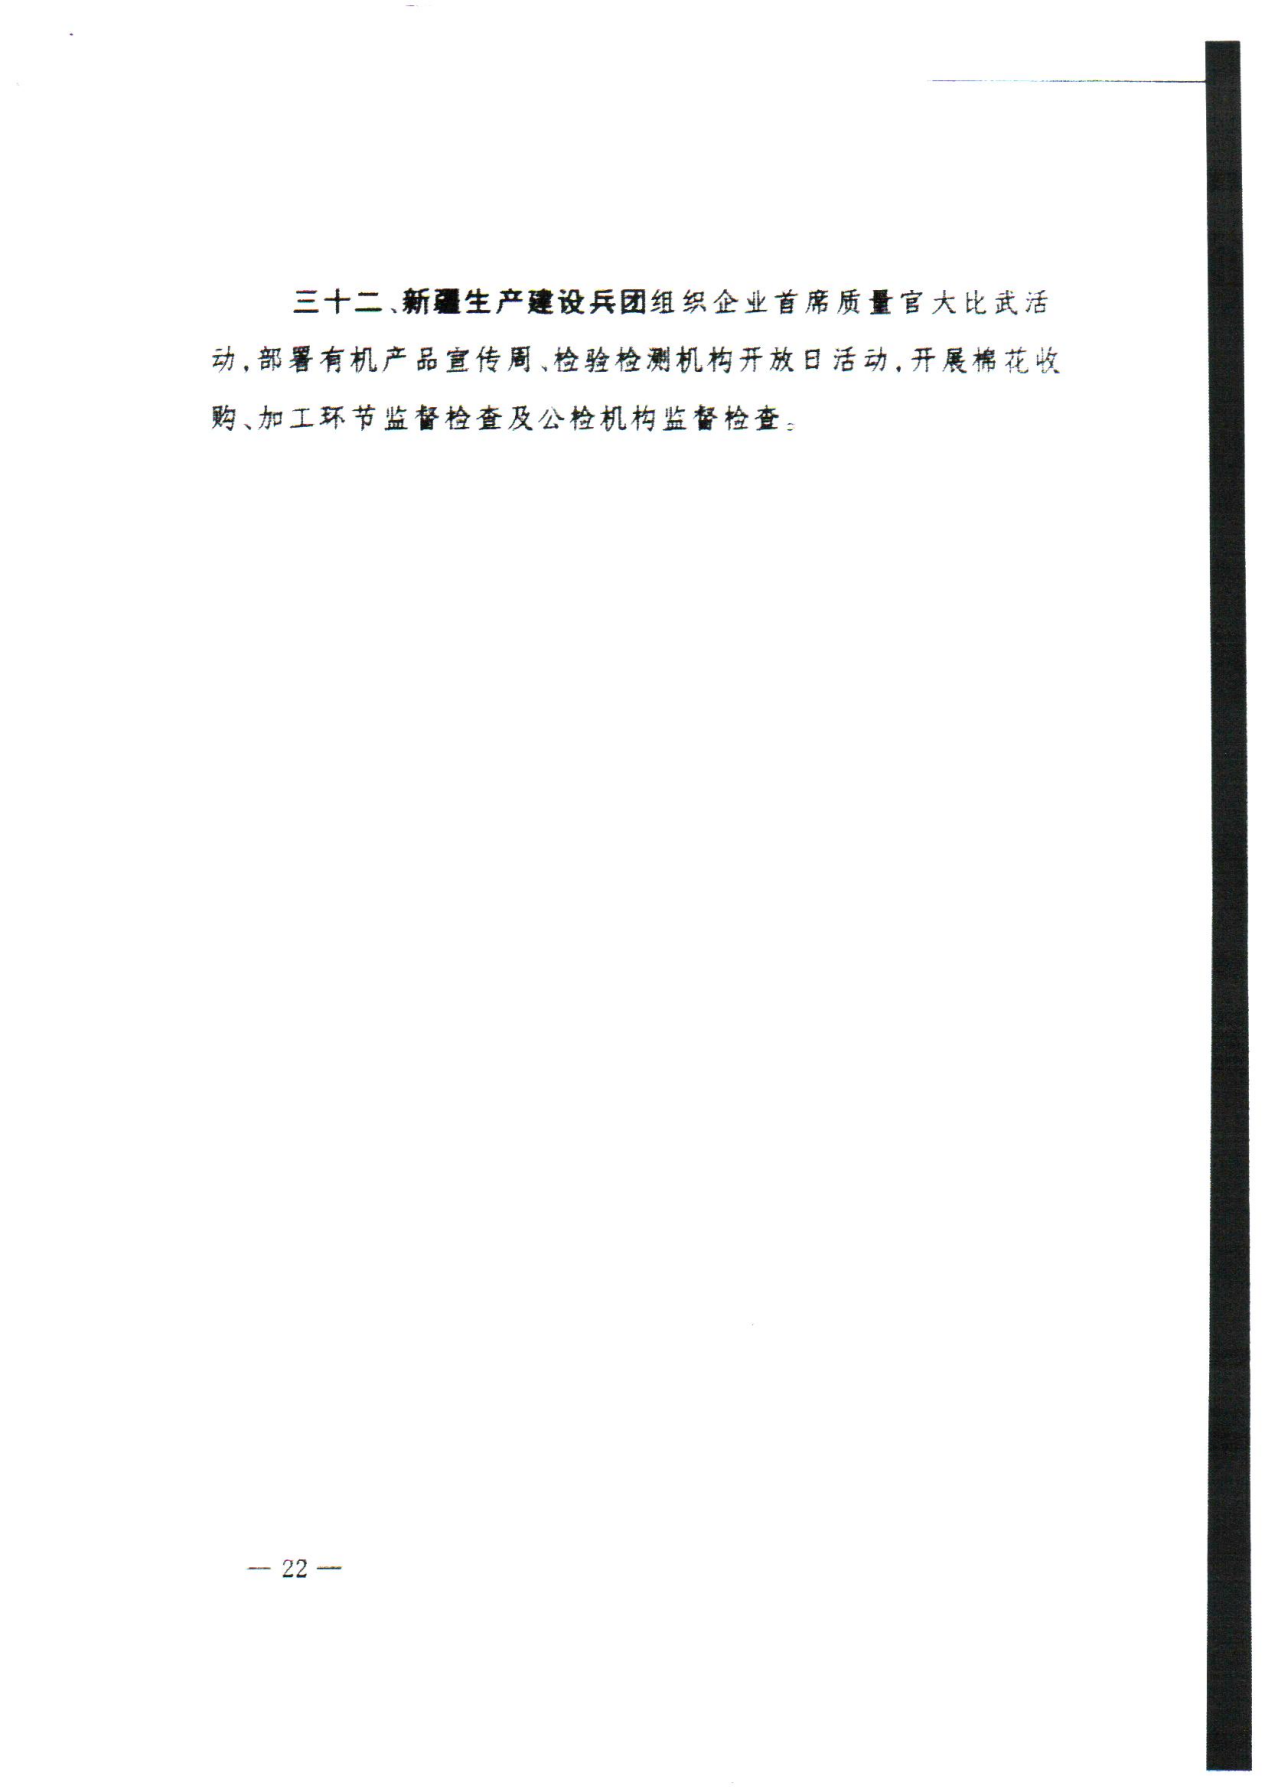 三十二、新疆生产建设兵团组织企业首席质量官大比武活
动,部署有机产品宣传周、检验检测机构开放日活动,开展棉花收
购、加工环节监督检查及公检机构监督检查。
— 22 —